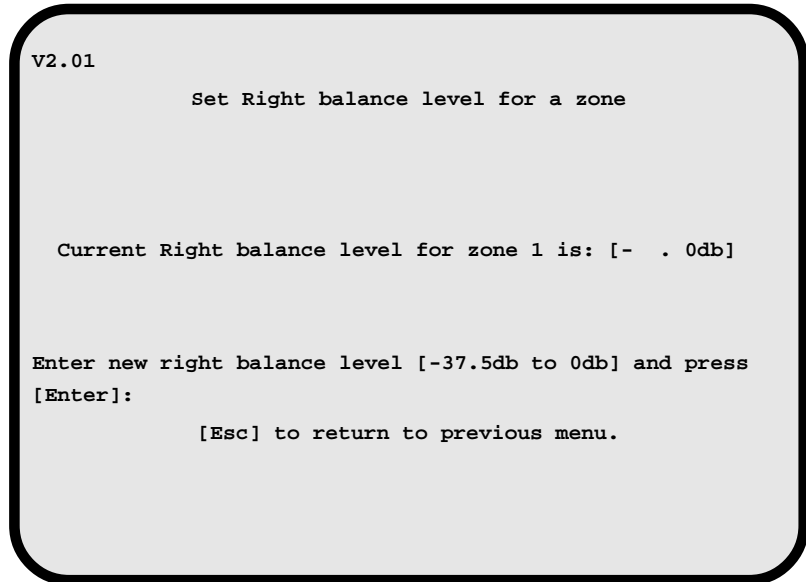 V2.01
Set Right balance level for a zone
Current Right balance level for zone 1 is: [-  . 0db]
Enter new right balance level [-37.5db to 0db] and press
[Enter]:
[Esc] to return to previous menu.